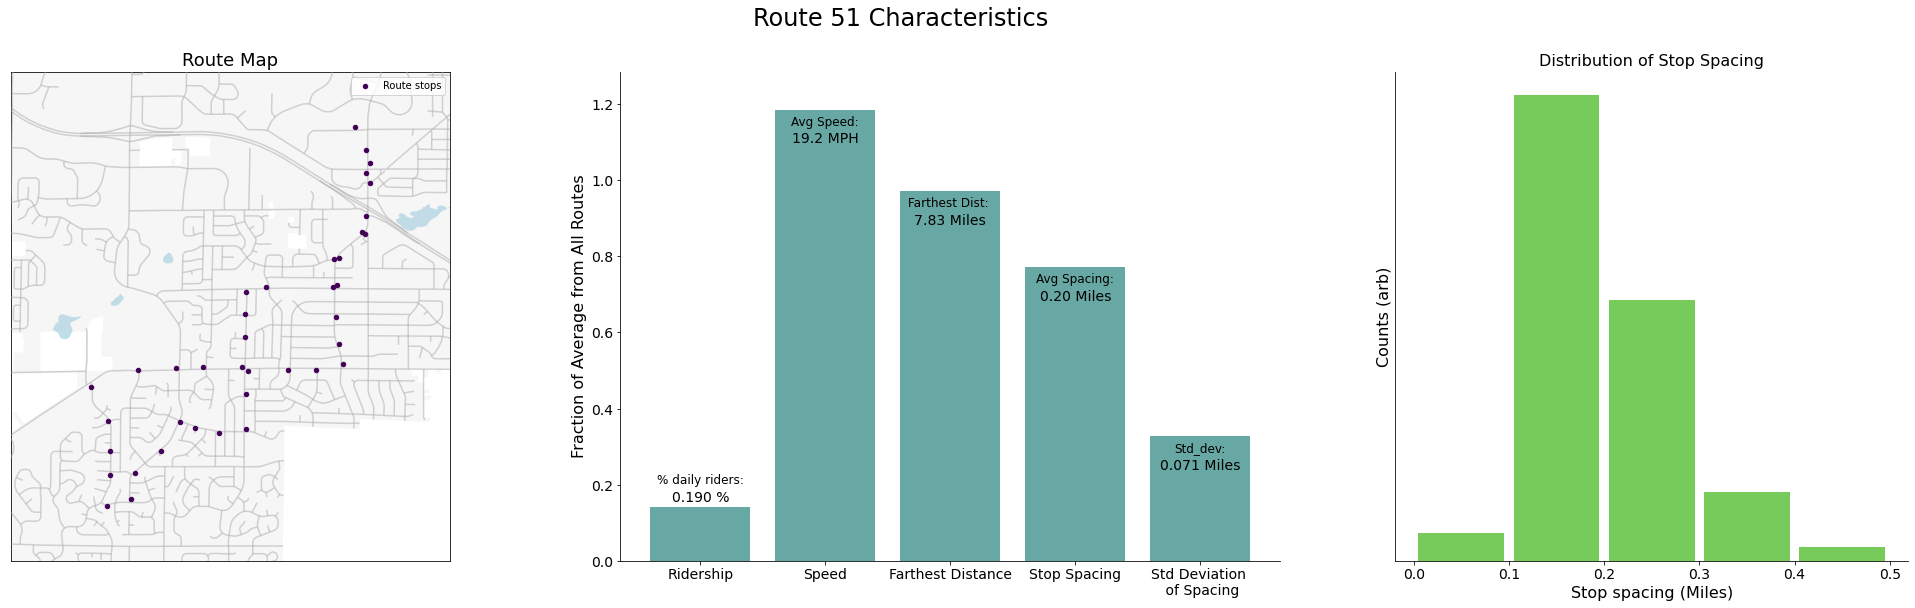 Route 51 Characteristics
Route Map
Route stops
Fraction of Average from All Routes
0.0
0.2
0.4
0.6
0.8
1.0
1.2
% daily riders:
0.190 %
Avg Speed:
19.2 MPH
Farthest Dist:
7.83 Miles
Avg Spacing:
0.20 Miles
Std_dev:
0.071 Miles
Ridership
Speed
Farthest Distance
Stop Spacing
Std Deviation
of Spacing
Distribution of Stop Spacing
Counts (arb)
0.0
0.1
0.2
0.3
0.4
0.5
Stop spacing (Miles)